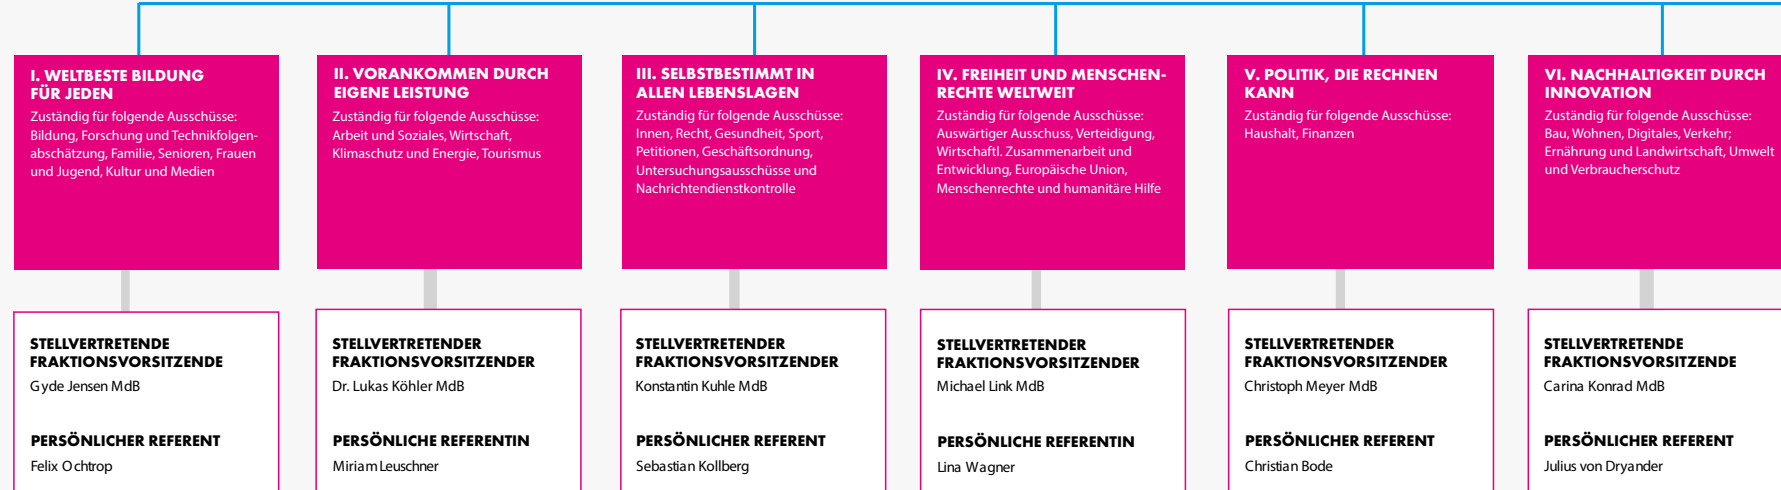 I. WELTBESTE BILDUNG
FÜR JEDEN
Zuständig für folgende Ausschüsse:
Bildung, Forschung und Technikfolgen-
abschätzung, Familie, Senioren, Frauen
und Jugend, Kultur und Medien
STELLVERTRETENDE
FRAKTIONSVORSITZENDE
Gyde Jensen MdB
PERSÖNLICHER REFERENT
Felix Ochtrop
II. VORANKOMMEN DURCH
EIGENE LEISTUNG
Zuständig für folgende Ausschüsse:
Arbeit und Soziales, Wirtschaft,
Klimaschutz und Energie, Tourismus
STELLVERTRETENDER
FRAKTIONSVORSITZENDER
Dr. Lukas Köhler MdB
PERSÖNLICHE REFERENTIN
Miriam Leuschner
III. SELBSTBESTIMMT IN
ALLEN LEBENSLAGEN
Zuständig für folgende Ausschüsse:
Innen, Recht, Gesundheit, Sport,
Petitionen, Geschäftsordnung,
Untersuchungsausschüsse und
Nachrichtendienstkontrolle
STELLVERTRETENDER
FRAKTIONSVORSITZENDER
Konstantin Kuhle MdB
PERSÖNLICHER REFERENT
Sebastian Kollberg
IV. FREIHEIT UND MENSCHEN-
RECHTE WELTWEIT
Zuständig für folgende Ausschüsse:
Auswärtiger Ausschuss, Verteidigung,
Wirtschaftl. Zusammenarbeit und
Entwicklung, Europäische Union,
Menschenrechte und humanitäre Hilfe
STELLVERTRETENDER
FRAKTIONSVORSITZENDER
Michael Link MdB
PERSÖNLICHE REFERENTIN
Lina Wagner
V. POLITIK, DIE RECHNEN
KANN
Zuständig für folgende Ausschüsse:
Haushalt, Finanzen
STELLVERTRETENDER
FRAKTIONSVORSITZENDER
Christoph Meyer MdB
PERSÖNLICHER REFERENT
Christian Bode
VI. NACHHALTIGKEIT DURCH
INNOVATION
Zuständig für folgende Ausschüsse:
Bau, Wohnen, Digitales, Verkehr;
Ernährung und Landwirtschaft, Umwelt
und Verbraucherschutz
STELLVERTRETENDE
FRAKTIONSVORSITZENDE
Carina Konrad MdB
PERSÖNLICHER REFERENT
Julius von Dryander